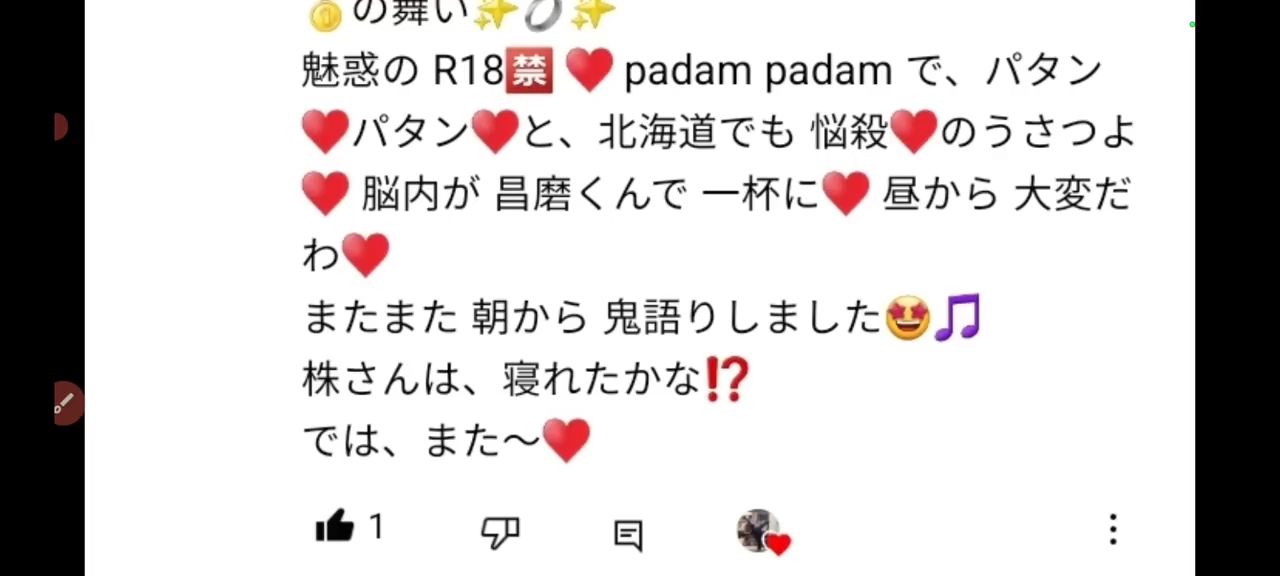 🥇の舞い✨💍✨
魅惑の R18🈲 ♥️ padam padam で、パタン
♥️パタン♥️と、北海道でも 悩殺♥️のうさつよ
♥️ 脳内が 昌磨くんで 一杯に♥️ 昼から 大変だ
わ♥️
またまた 朝から 鬼語りしました🤩🎵
株さんは、寝れたかな⁉️
では、また〜♥️
1